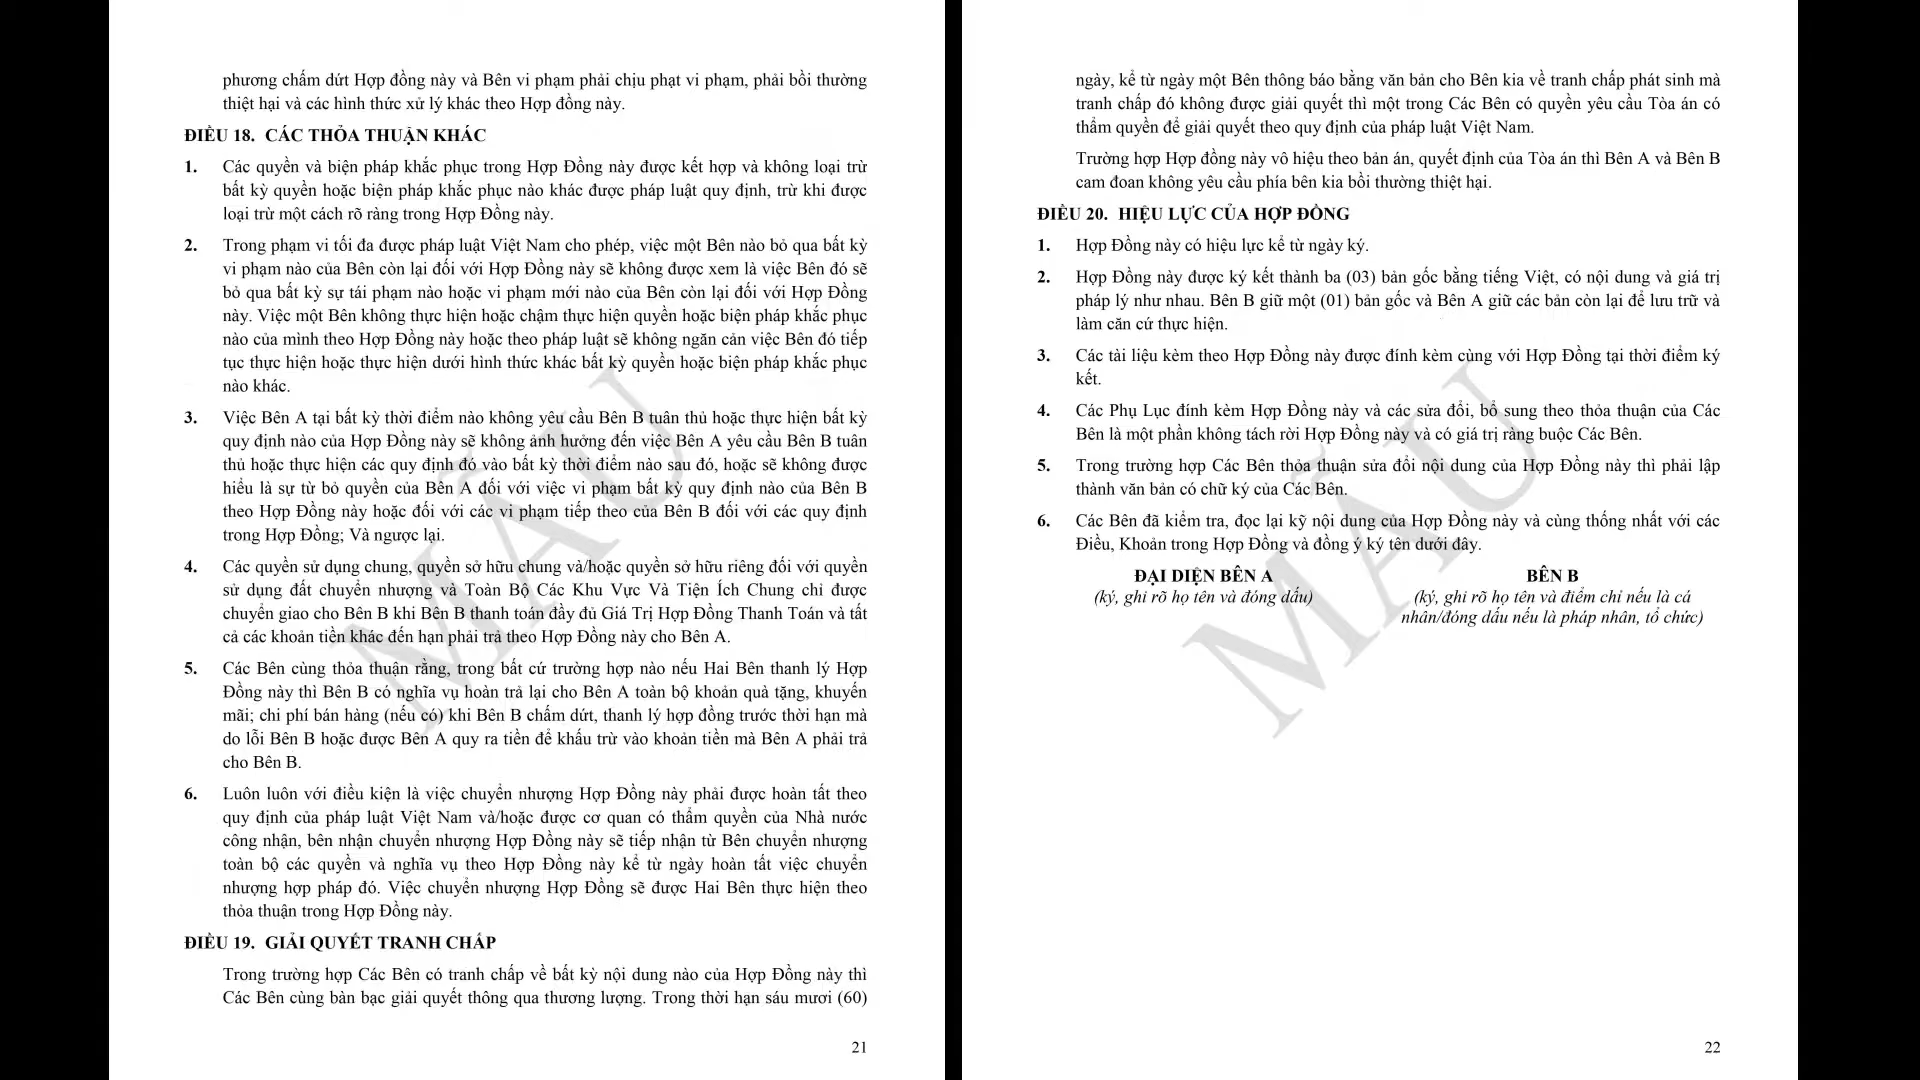 phương chấm dứt Hợp đồng này và Bên vi phạm phải chịu phạt vi phạm, phải bồi thường
thiệt hại và các hình thức xử lý khác theo Hợp đồng này.
ĐIỀU 18. CÁC THỎA THUẬN KHÁC
1. Các quyền và biện pháp khắc phục trong Hợp Đồng này được kết hợp và không loại trừ
bất kỳ quyền hoặc biện pháp khắc phục nào khác được pháp luật quy định, trừ khi được
loại trừ một cách rõ ràng trong Hợp Đồng này.
2. Trong phạm vi tối đa được pháp luật Việt Nam cho phép, việc một Bên nào bỏ qua bất kỳ
vi phạm nào của Bên còn lại đối với Hợp Đồng này sẽ không được xem là việc Bên đó sẽ
bỏ qua bất kỳ sự tái phạm nào hoặc vi phạm mới nào của Bên còn lại đối với Hợp Đồng
này. Việc một Bên không thực hiện hoặc chậm thực hiện quyền hoặc biện pháp khắc phục
nào của mình theo Hợp Đồng này hoặc theo pháp luật sẽ không ngăn cản việc Bên đó tiếp
tục thực hiện hoặc thực hiện dưới hình thức khác bất kỳ quyền hoặc biện pháp khắc phục
nào khác.
3. Việc Bên A tại bất kỳ thời điểm nào không yêu cầu Bên B tuân thủ hoặc thực hiện bất kỳ
quy định nào của Hợp Đồng này sẽ không ảnh hưởng đến việc Bên A yêu cầu Bên B tuân
thủ hoặc thực hiện các quy định đó vào bất kỳ thời điểm nào sau đó, hoặc sẽ không được
hiểu là sự từ bỏ quyền của Bên A đối với việc vi phạm bất kỳ quy định nào của Bên B
theo Hợp Đồng này hoặc đối với các vi phạm tiếp theo của Bên B đối với các quy định
trong Hợp Đồng; Và ngược lại.
4. Các quyền sử dụng chung, quyền sở hữu chung và/hoặc quyền sở hữu riêng đối với quyền
sử dụng đất chuyển nhượng và Toàn Bộ Các Khu Vực Và Tiện Ích Chung chỉ được
chuyển giao cho Bên B khi Bên B thanh toán đầy đủ Giá Trị Hợp Đồng Thanh Toán và tất
cả các khoản tiền khác đến hạn phải trả theo Hợp Đồng này cho Bên A.
5. Các Bên cùng thỏa thuận rằng, trong bất cứ trường hợp nào nếu Hai Bên thanh lý Hợp
Đồng này thì Bên B có nghĩa vụ hoàn trả lại cho Bên A toàn bộ khoản quà tặng, khuyến
mãi; chi phí bán hàng (nếu có) khi Bên B chấm dứt, thanh lý hợp đồng trước thời hạn mà
do lỗi Bên B hoặc được Bên A quy ra tiền để khấu trừ vào khoản tiền mà Bên A phải trả
cho Bên B.
6. Luôn luôn với điều kiện là việc chuyển nhượng Hợp Đồng này phải được hoàn tất theo
quy định của pháp luật Việt Nam và/hoặc được cơ quan có thẩm quyền của Nhà nước
công nhận, bên nhận chuyển nhượng Hợp Đồng này sẽ tiếp nhận từ Bên chuyển nhượng
toàn bộ các quyền và nghĩa vụ theo Hợp Đồng này kể từ ngày hoàn tất việc chuyển
nhượng hợp pháp đó. Việc chuyển nhượng Hợp Đồng sẽ được Hai Bên thực hiện theo
thỏa thuận trong Hợp Đồng này.
ĐIỀU 19. GIẢI QUYẾT TRANH CHẤP
Trong trường hợp Các Bên có tranh chấp về bất kỳ nội dung nào của Hợp Đồng này thì
Các Bên cùng bàn bạc giải quyết thông qua thương lượng. Trong thời hạn sáu mươi (60)
21
MẪU
ngày, kể từ ngày một Bên thông báo bằng văn bản cho Bên kia về tranh chấp phát sinh mà
tranh chấp đó không được giải quyết thì một trong Các Bên có quyền yêu cầu Tòa án có
thẩm quyền để giải quyết theo quy định của pháp luật Việt Nam.
Trường hợp Hợp đồng này vô hiệu theo bản án, quyết định của Tòa án thì Bên A và Bên B
cam đoan không yêu cầu phía bên kia bồi thường thiệt hại.
ĐIỀU 20. HIỆU LỰC CỦA HỢP ĐỒNG
1. Hợp Đồng này có hiệu lực kể từ ngày ký.
2. Hợp Đồng này được ký kết thành ba (03) bản gốc bằng tiếng Việt, có nội dung và giá trị
pháp lý như nhau. Bên B giữ một (01) bản gốc và Bên A giữ các bản còn lại để lưu trữ và
làm căn cứ thực hiện.
3. Các tài liệu kèm theo Hợp Đồng này được đính kèm cùng với Hợp Đồng tại thời điểm ký
kết.
4. Các Phụ Lục đính kèm Hợp Đồng này và các sửa đổi, bổ sung theo thỏa thuận của Các
Bên là một phần không tách rời Hợp Đồng này và có giá trị ràng buộc Các Bên.
5. Trong trường hợp Các Bên thỏa thuận sửa đổi nội dung của Hợp Đồng này thì phải lập
thành văn bản có chữ ký của Các Bên.
6. Các Bên đã kiểm tra, đọc lại kỹ nội dung của Hợp Đồng này và cùng thống nhất với các
Điều, Khoản trong Hợp Đồng và đồng ý ký tên dưới đây.
ĐẠI DIỆN BÊN A
(ký, ghi rõ họ tên và đóng dấu)
BÊN B
(ký, ghi rõ họ tên và điểm chỉ nếu là cá
nhân/đóng dấu nếu là pháp nhân, tổ chức)
22
MẪU